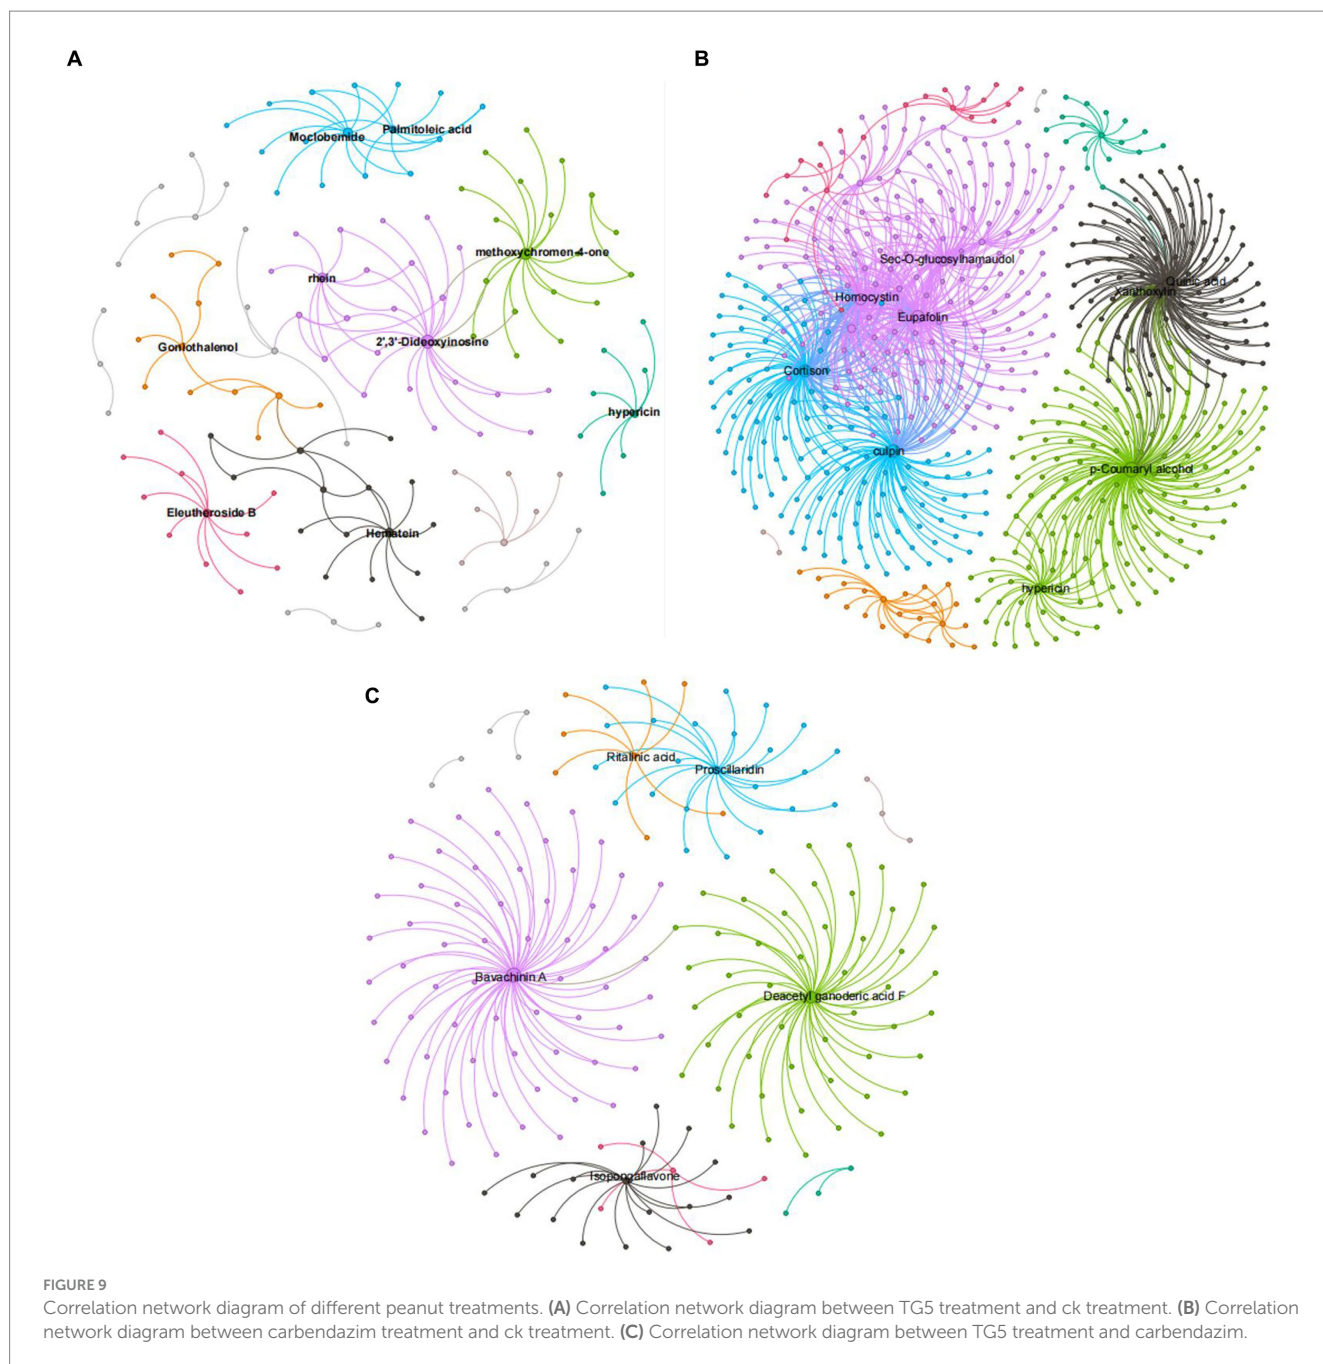 A
B
Moclobemide
Palmitoleic acid
methoxychromen-4-one
rhein
2',3'-Dideoxyinosine
Goniothalenol
hypericin
Eleutheroside B
Hematein
Sec-O-glucosylhamaudol
Homocystin
Eupafolin
Cortison
culpin
Quinic acid
Xanthoxylin
p-Coumaryl alcohol
hypericin
C
Ritalinic acid
Proscillaridin
Bavachinin A
Deacetyl ganoderic acid F
Isopongaflavone
FIGURE 9
Correlation network diagram of different peanut treatments. (A) Correlation network diagram between TG5 treatment and ck treatment. (B) Correlation
network diagram between carbendazim treatment and ck treatment. (C) Correlation network diagram between TG5 treatment and carbendazim.